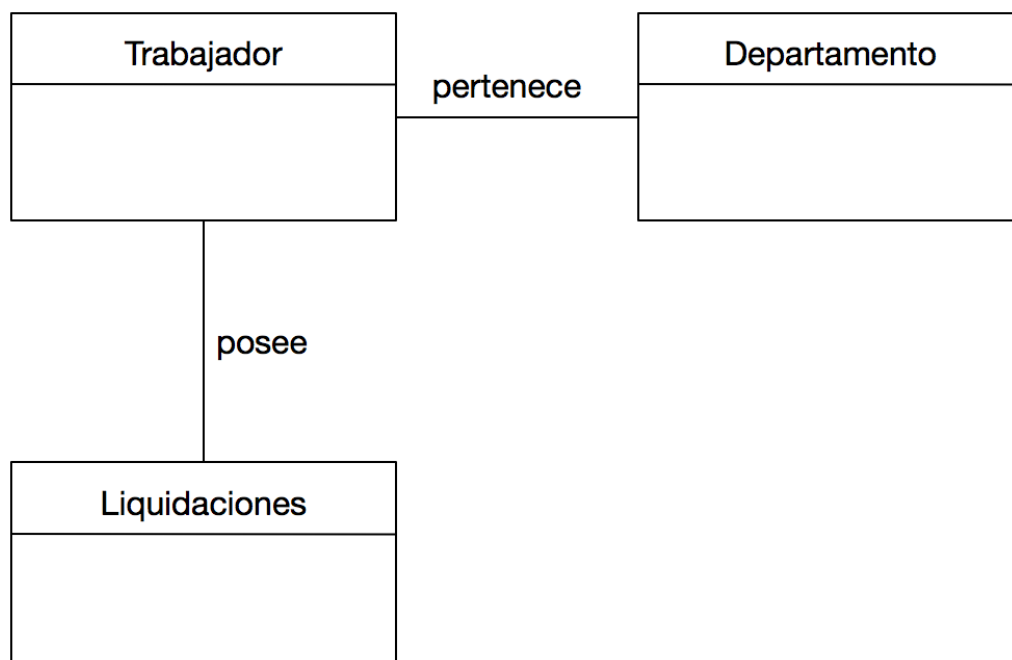 Trabajador
Departamento
pertenece
posee
Liquidaciones